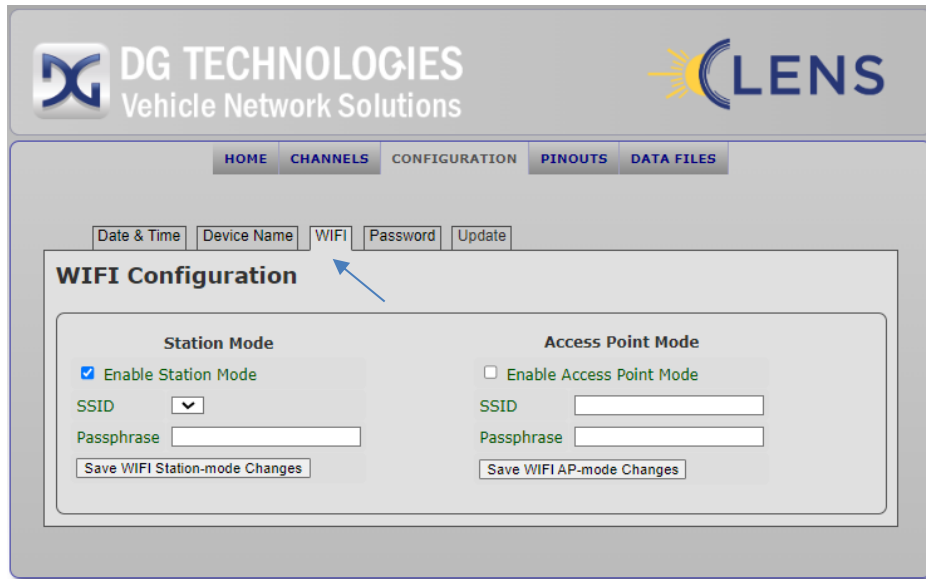 DG TECHNOLOGIES
Vehicle Network Solutions
CLENS
HOME CHANNELS CONFIGURATION PINOUTS DATA FILES
Date & Time Device Name WIFI Password Update
WIFI Configuration
Station Mode
Enable Station Mode
SSID
Passphrase
Save WIFI Station-mode Changes
Access Point Mode
Enable Access Point Mode
SSID
Passphrase
Save WIFI AP-mode Changes